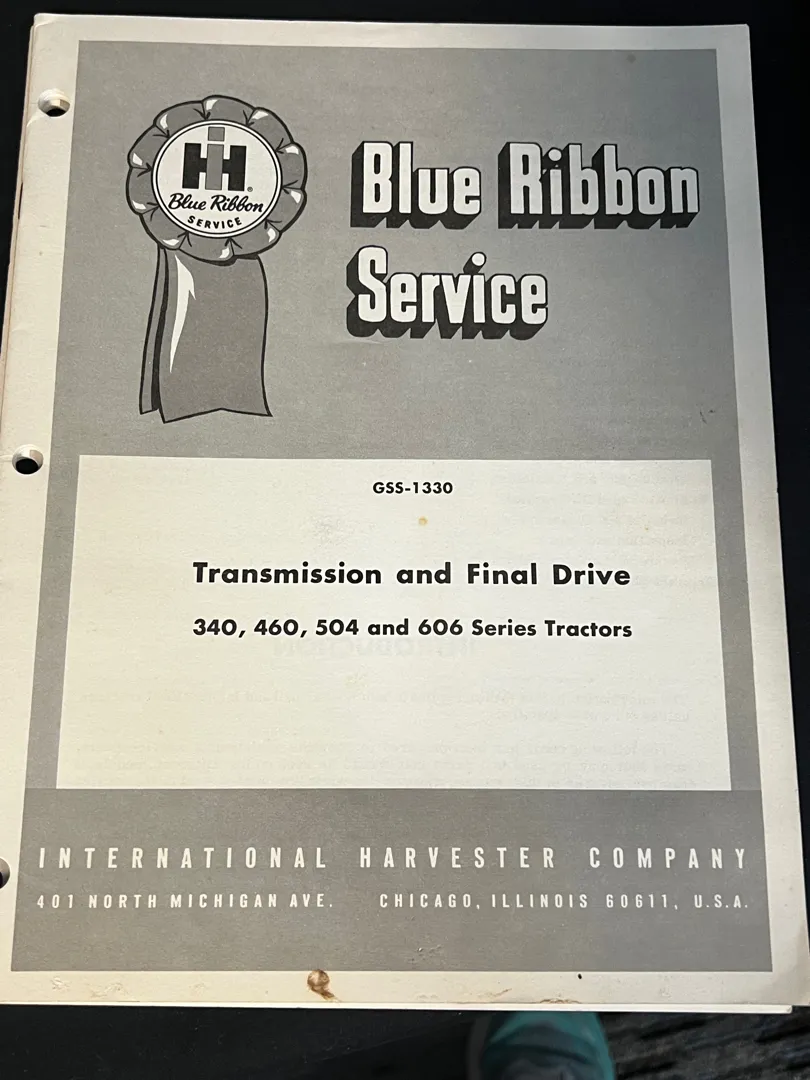 IH
Blue Ribbon
SERVICE
®
Blue Ribbon
Service
GSS-1330
Transmission and Final Drive
340, 460, 504 and 606 Series Tractors
INTERNATIONAL HARVESTER COMPANY
401 NORTH MICHIGAN AVE. CHICAGO, ILLINOIS 60611, U.S.A.